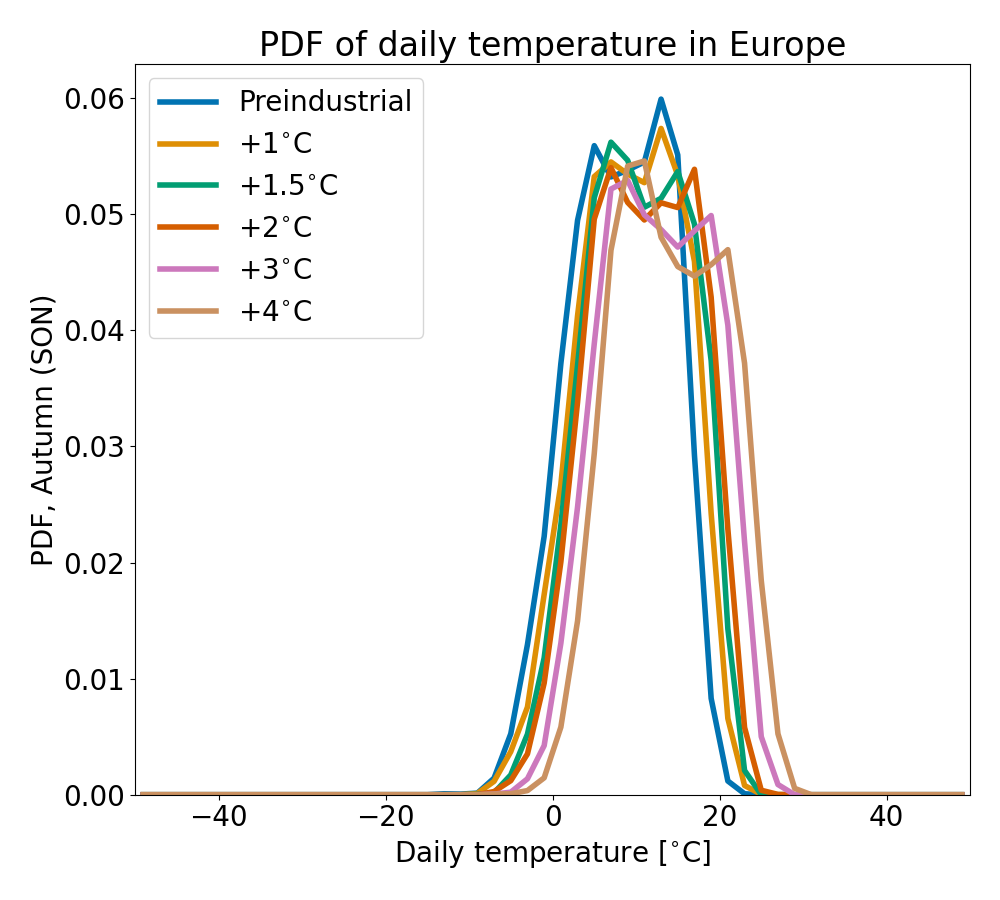 PDF of daily temperature in Europe
Preindustrial
+1°C
+1.5°C
+2°C
+3°C
+4°C
PDF, Autumn (SON)
0.06
0.05
0.04
0.03
0.02
0.01
0.00
−40
−20
0
20
40
Daily temperature [°C]